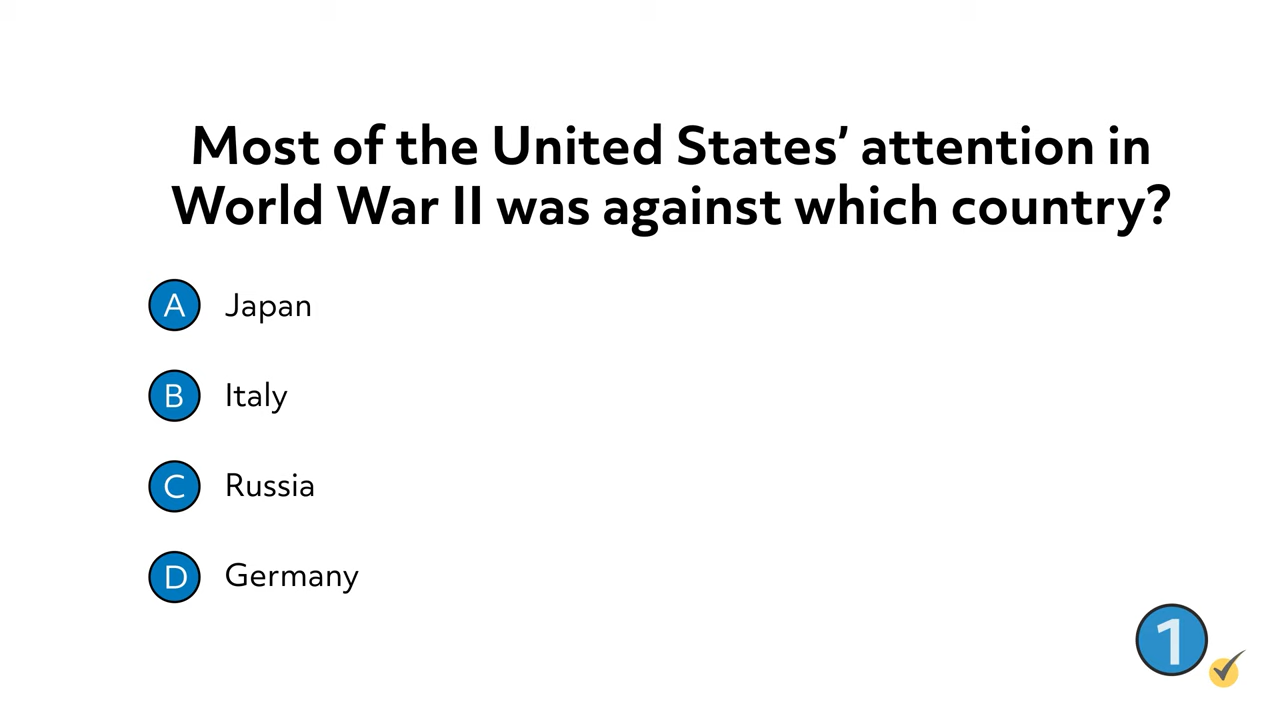 Most of the United States’ attention in
World War II was against which country?
A Japan
B Italy
C Russia
D Germany
1